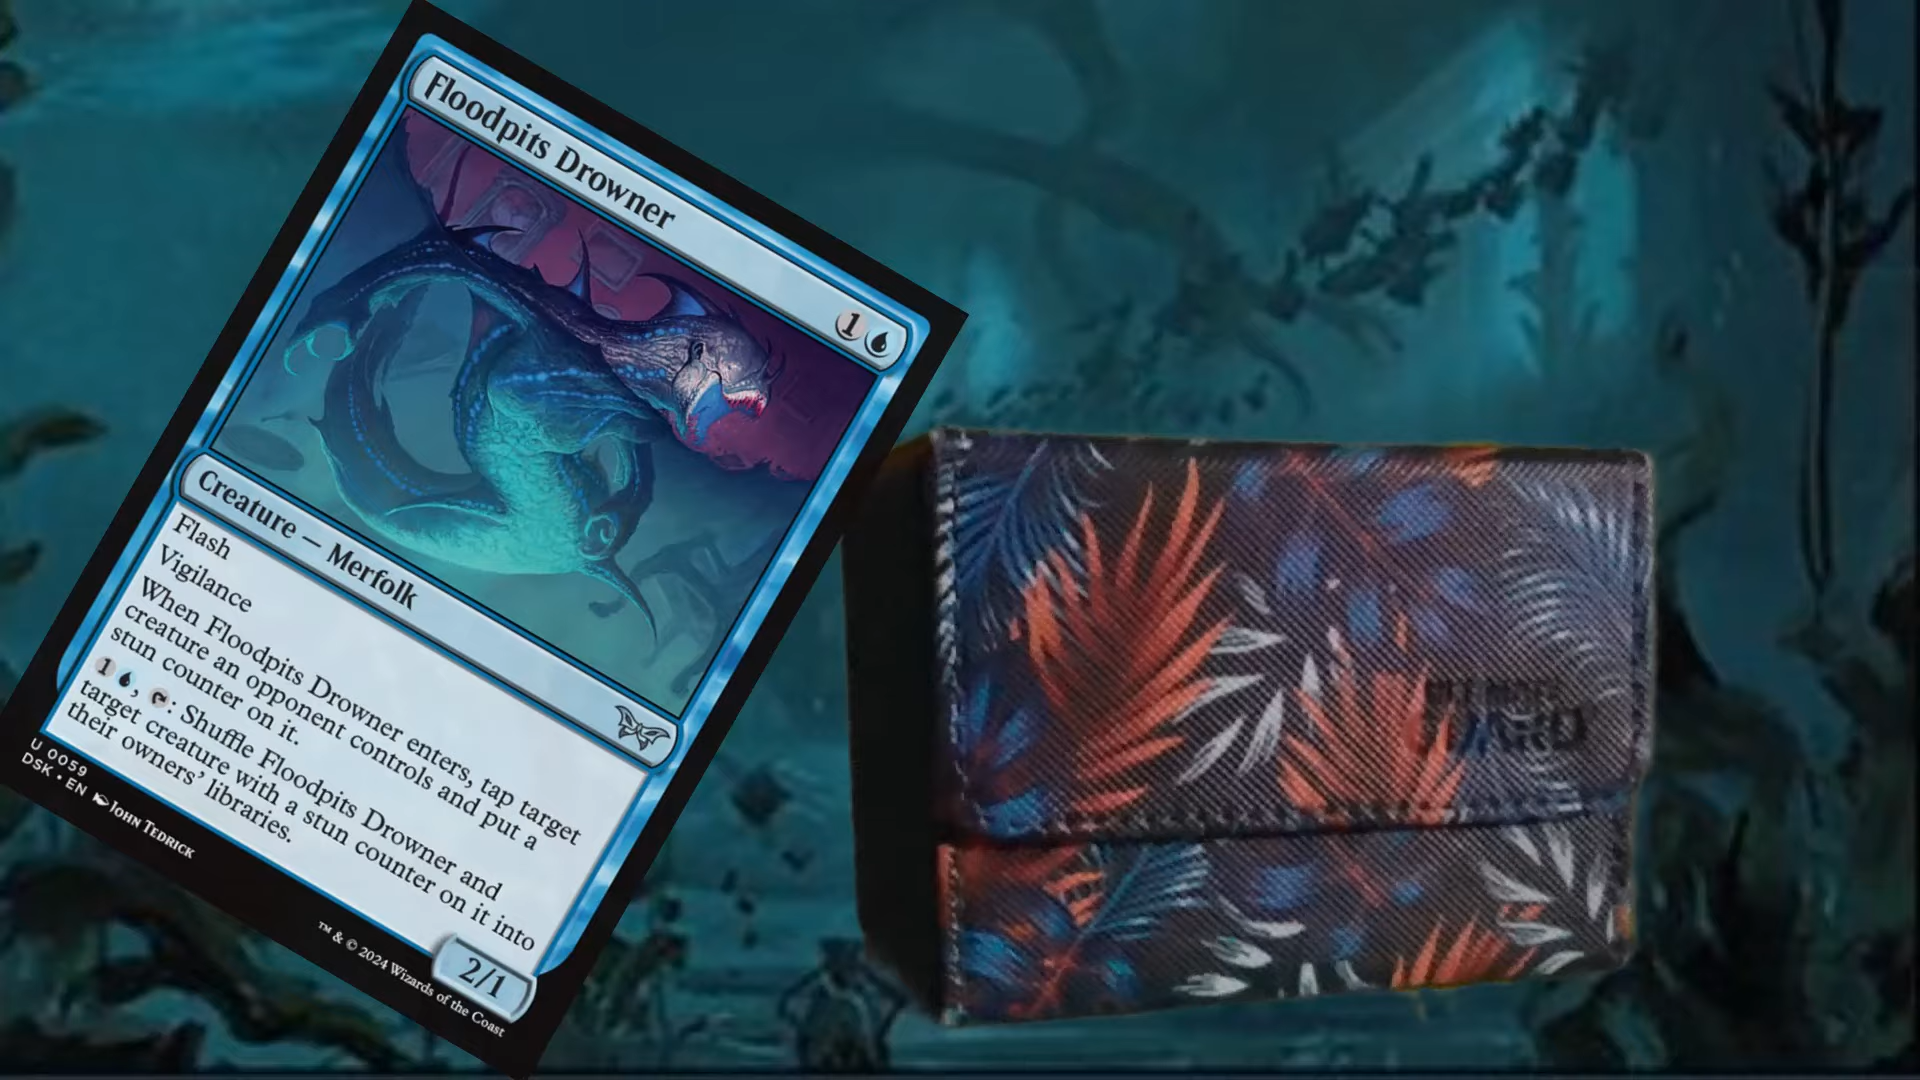 Floodpits Drowner
1
Creature — Merfolk
Flash
Vigilance
When Floodpits Drowner enters, tap target
creature an opponent controls and put a
stun counter on it.
1 , : Shuffle Floodpits Drowner and
target creature with a stun counter on it into
their owners' libraries.
2/1
U 0059
DSK • EN JOHN TEDRICK
™ & © 2024 Wizards of the Coast